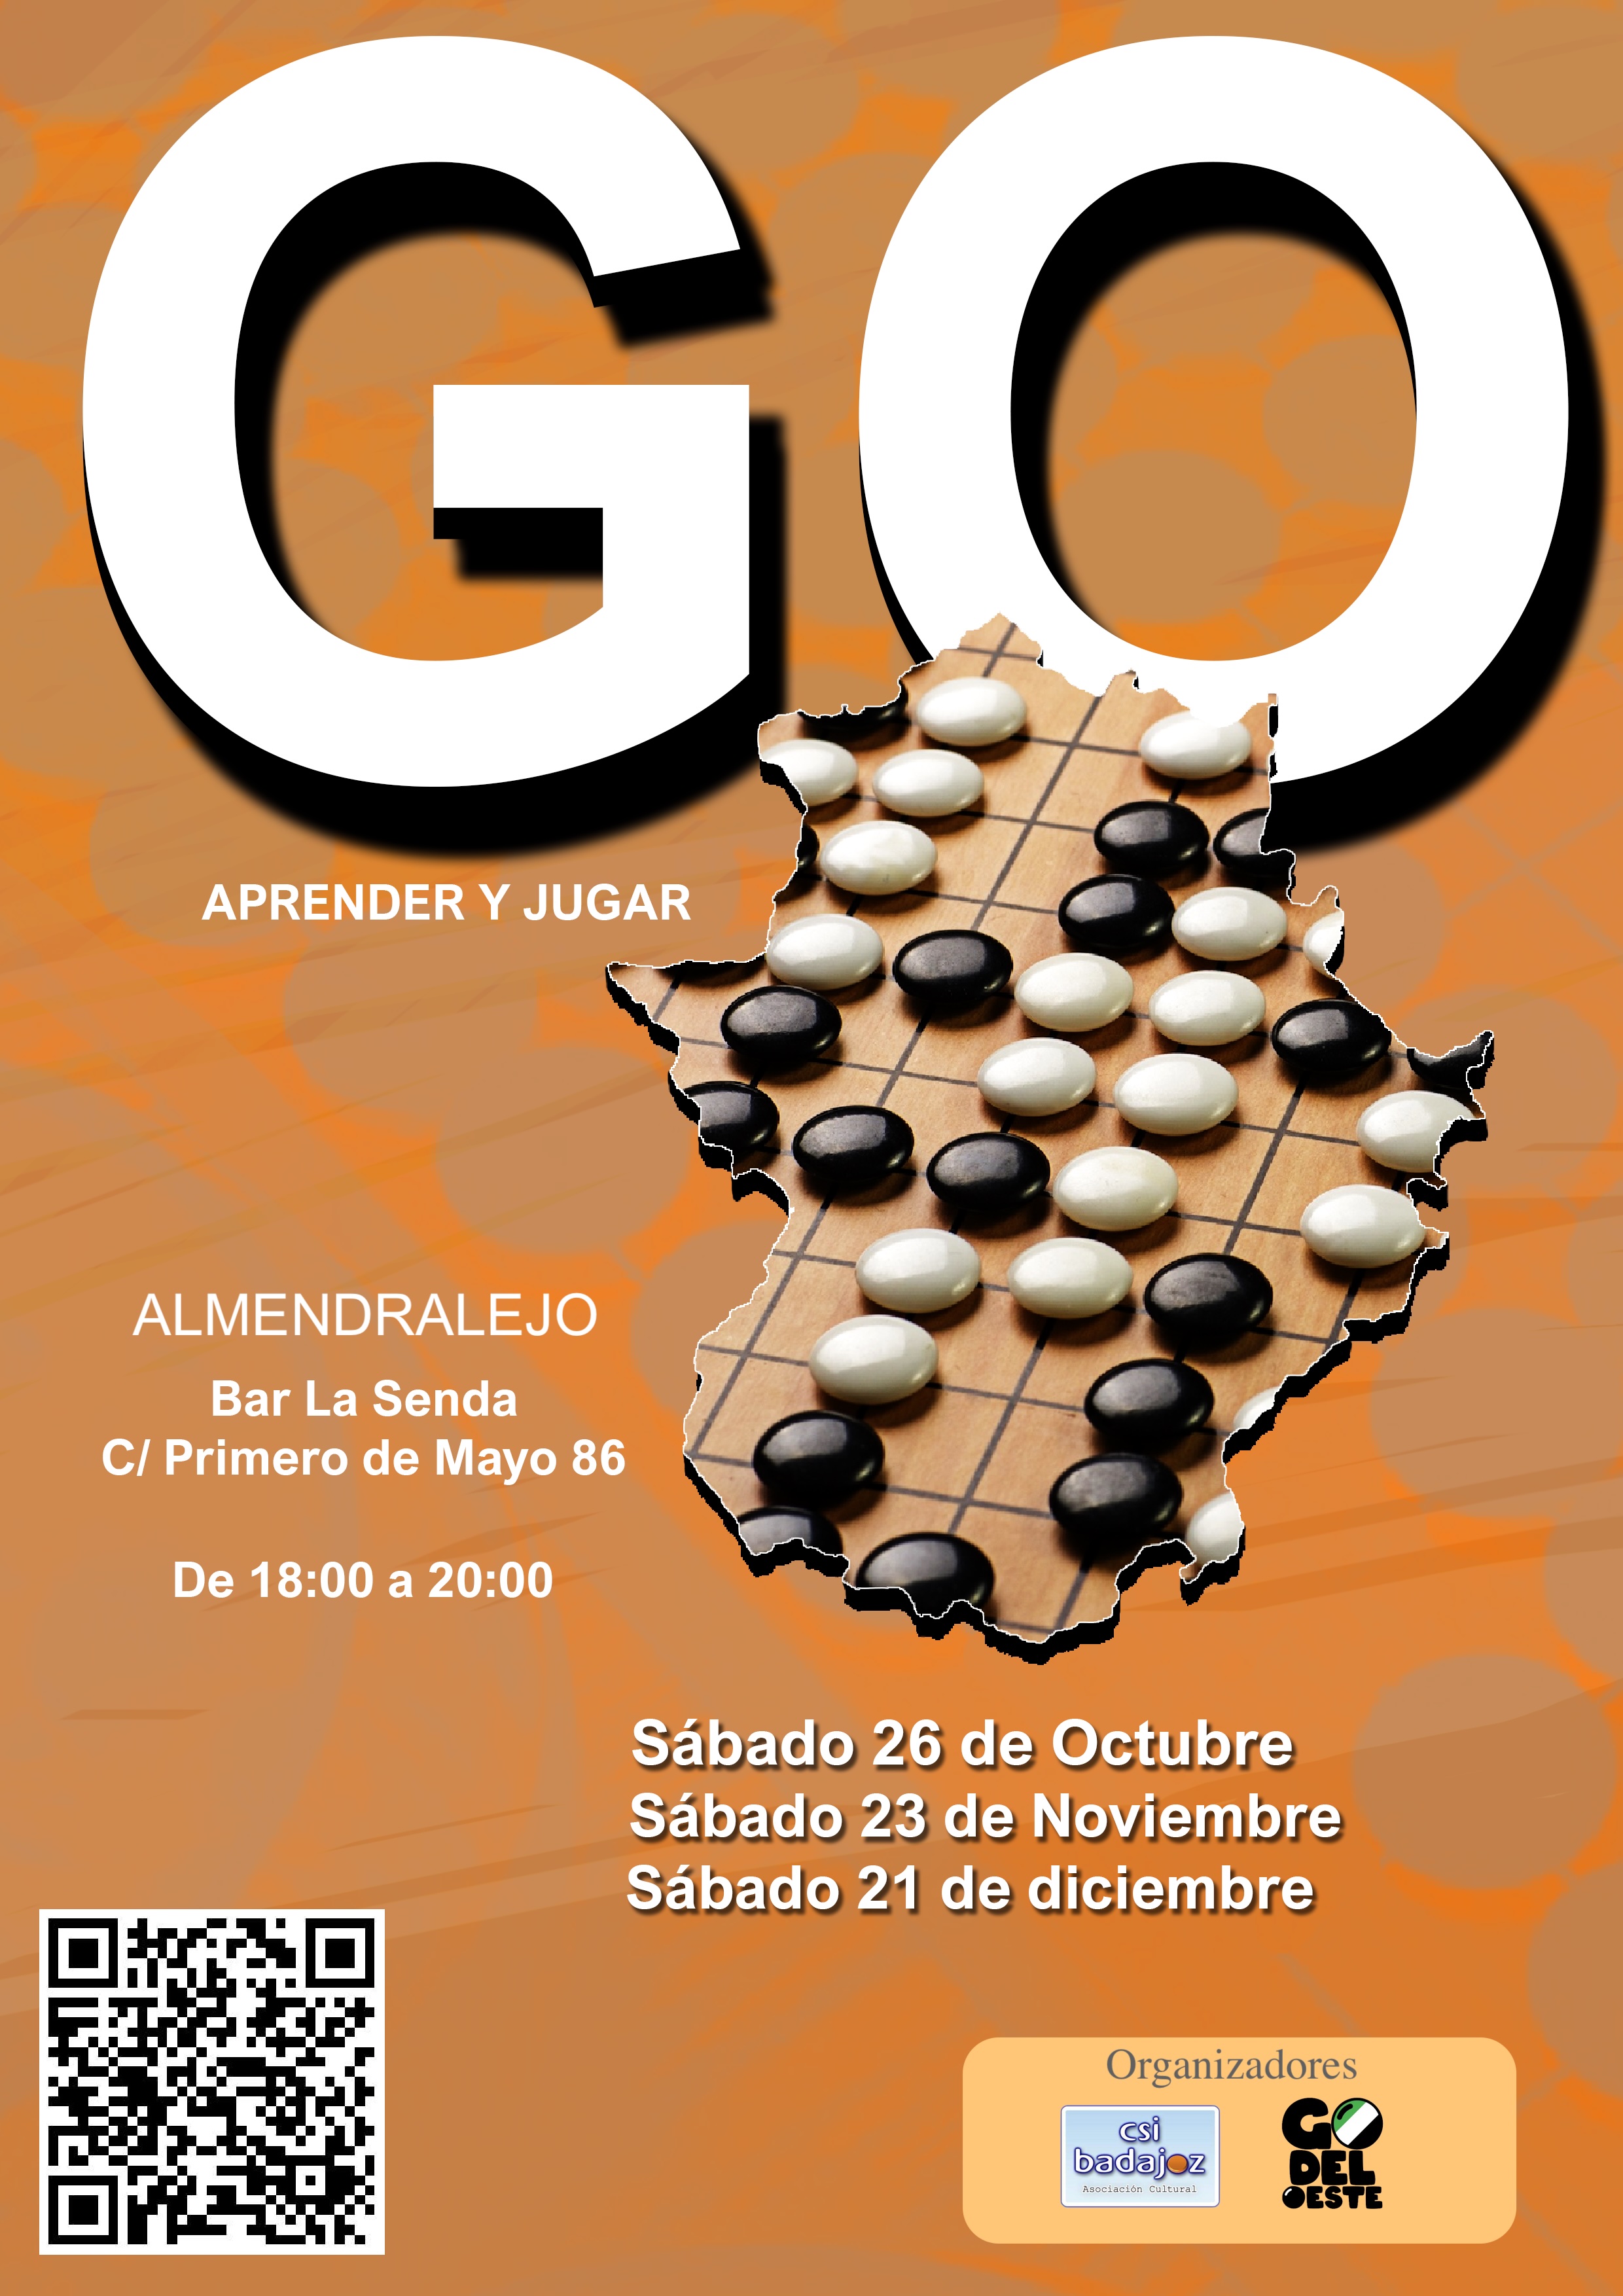 GO
APRENDER Y JUGAR
ALMENDRALEJO
Bar La Senda
C/ Primero de Mayo 86
De 18:00 a 20:00
Sábado 26 de Octubre
Sábado 23 de Noviembre
Sábado 21 de diciembre
Organizadores
csi
badajoz
Asociación Cultural
GO
DEL
OESTE